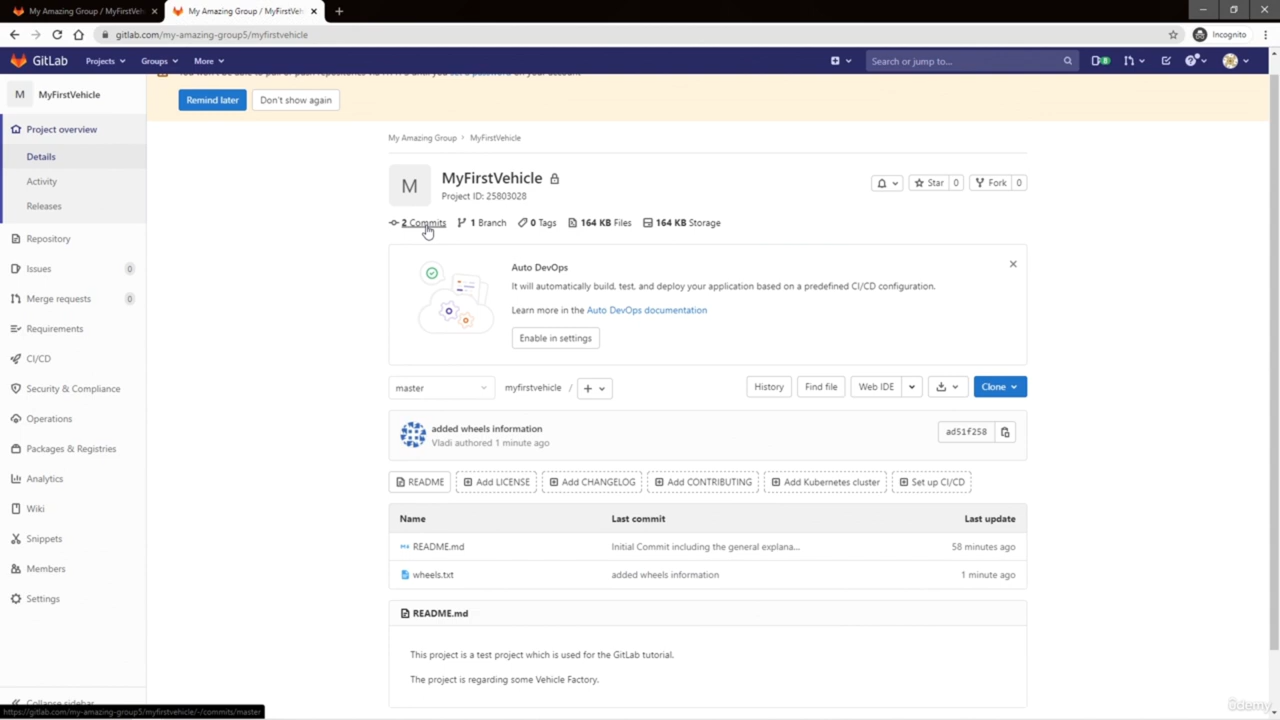 My Amazing Group / MyFirstVeh
My Amazing Group / MyFirstVeh
gitlab.com/my-amazing-group5/myfirstvehicle
Incognito
GitLab
Projects
Groups
More
Search or jump to...
M
MyFirstVehicle
Remind later
Don't show again
Project overview
Details
Activity
Releases
Repository
Issues 0
Merge requests 0
Requirements
CI/CD
Security & Compliance
Operations
Packages & Registries
Analytics
Wiki
Snippets
Members
Settings
Collapse sidebar
My Amazing Group > MyFirstVehicle
M
MyFirstVehicle
Project ID: 25803028
Star 0
Fork 0
2 Commits 1 Branch 0 Tags 164 KB Files 164 KB Storage
Auto DevOps
It will automatically build, test, and deploy your application based on a predefined CI/CD configuration.
Learn more in the Auto DevOps documentation
Enable in settings
master
myfirstvehicle /
History
Find file
Web IDE
Clone
added wheels information
Vladi authored 1 minute ago
ad51f258
README
Add LICENSE
Add CHANGELOG
Add CONTRIBUTING
Add Kubernetes cluster
Set up CI/CD
Name Last commit Last update
README.md Initial Commit including the general explana... 58 minutes ago
wheels.txt added wheels information 1 minute ago
README.md
This project is a test project which is used for the GitLab tutorial.
The project is regarding some Vehicle Factory.
https://gitlab.com/my-amazing-group5/myfirstvehicle/-/commits/master
ûdemy